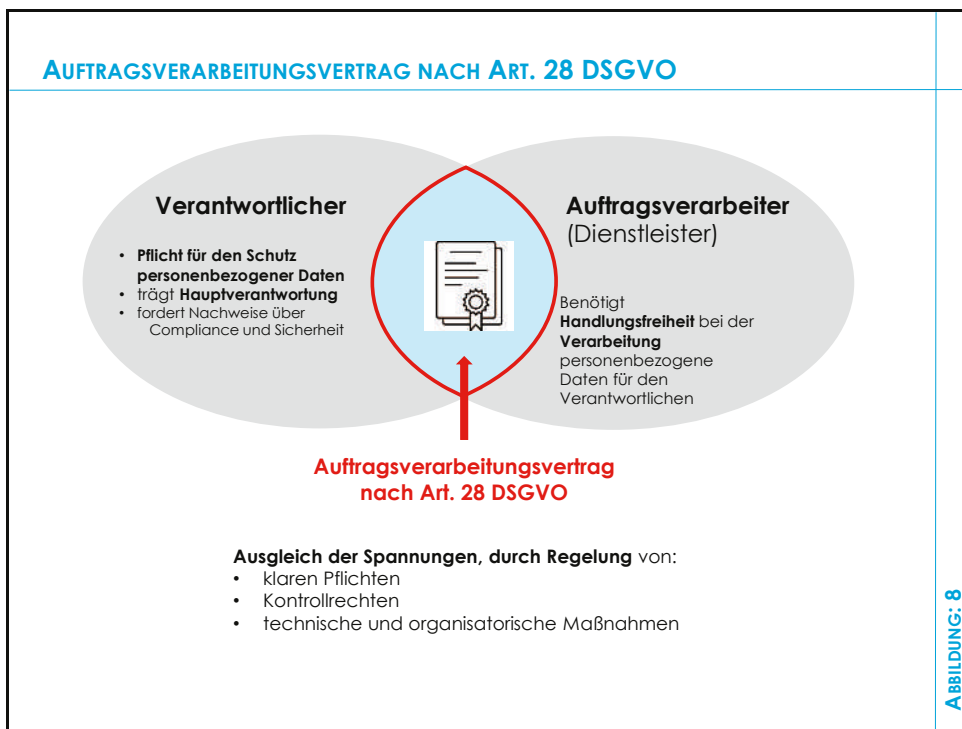 AUFTRAGSVERARBEITUNGSVERTRAG NACH ART. 28 DSGVO
Verantwortlicher
• Pflicht für den Schutz
personenbezogener Daten
• trägt Hauptverantwortung
• fordert Nachweise über
Compliance und Sicherheit
Auftragsverarbeiter
(Dienstleister)
Benötigt
Handlungsfreiheit bei der
Verarbeitung
personenbezogene
Daten für den
Verantwortlichen
Auftragsverarbeitungsvertrag
nach Art. 28 DSGVO
Ausgleich der Spannungen, durch Regelung von:
• klaren Pflichten
• Kontrollrechten
• technische und organisatorische Maßnahmen
ABBILDUNG: 8